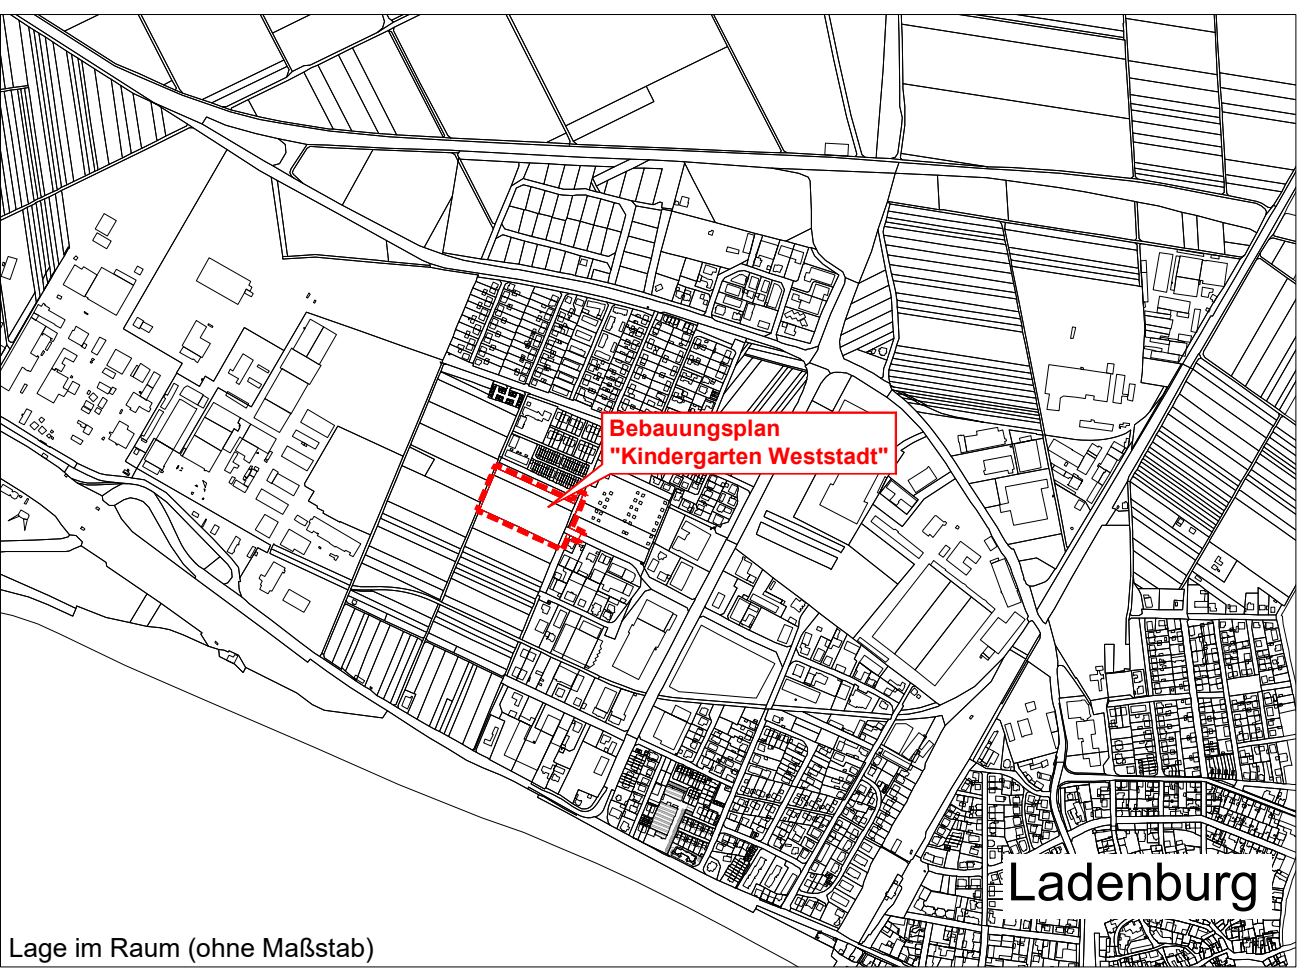 Bebauungsplan
"Kindergarten Weststadt"
Ladenburg
Lage im Raum (ohne Maßstab)